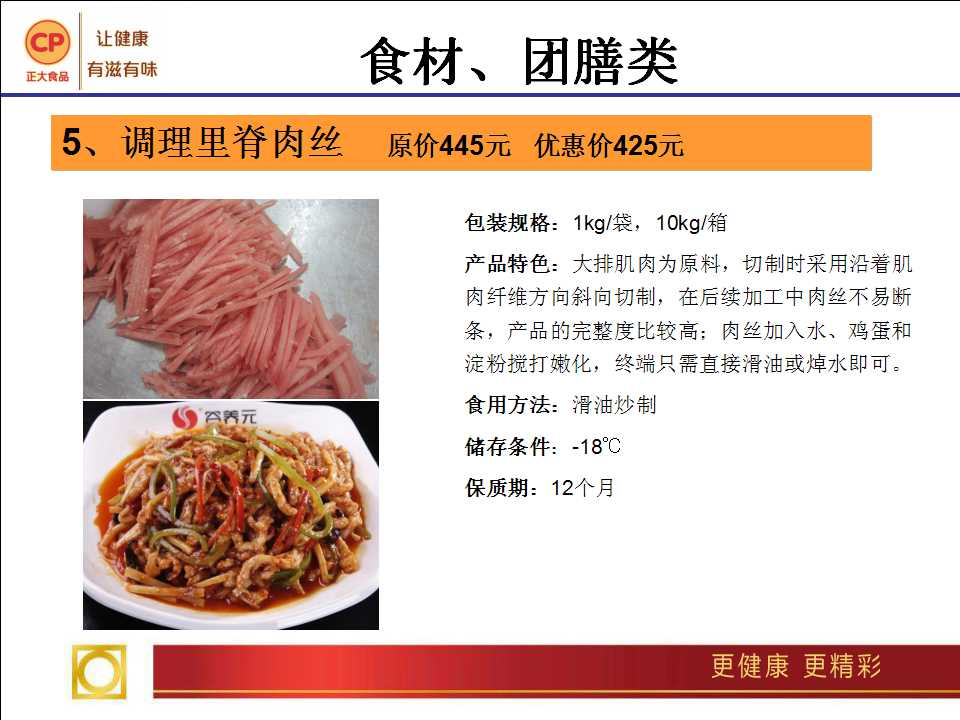 CP
正大食品
让健康
有滋有味
食材、团膳类
5、调理里脊肉丝 原价445元 优惠价425元
包装规格：1kg/袋，10kg/箱
产品特色：大排肌肉为原料，切制时采用沿着肌
肉纤维方向斜向切制，在后续加工中肉丝不易断
条，产品的完整度比较高；肉丝加入水、鸡蛋和
淀粉搅打嫩化，终端只需直接滑油或焯水即可。
食用方法：滑油炒制
储存条件：-18℃
保质期：12个月
谷养元
更健康 更精彩